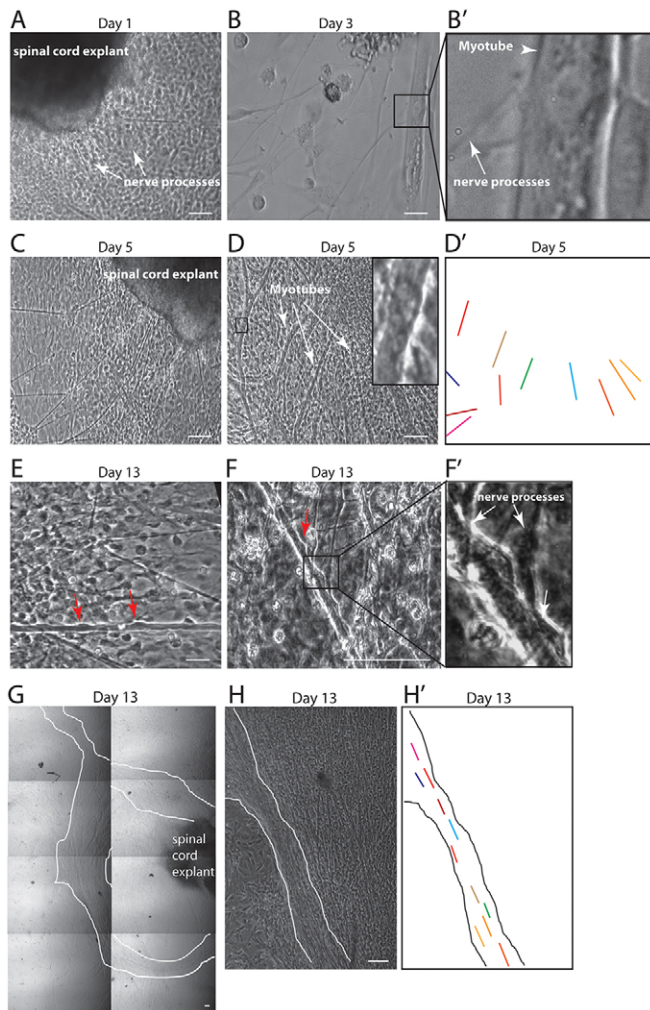 A
Day 1
spinal cord explant
nerve processes
B
Day 3
B'
Myotube
nerve processes
C
Day 5
spinal cord explant
D
Day 5
Myotubes
D'
Day 5
E
Day 13
F
Day 13
F'
nerve processes
G
Day 13
spinal
cord
explant
H
Day 13
H'
Day 13